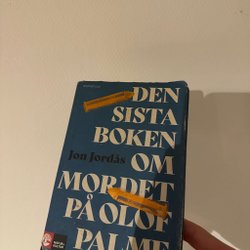 DEN
SISTA
BOKEN
Jon Jordås OM
MORDET
PÅ OLOF
PALME